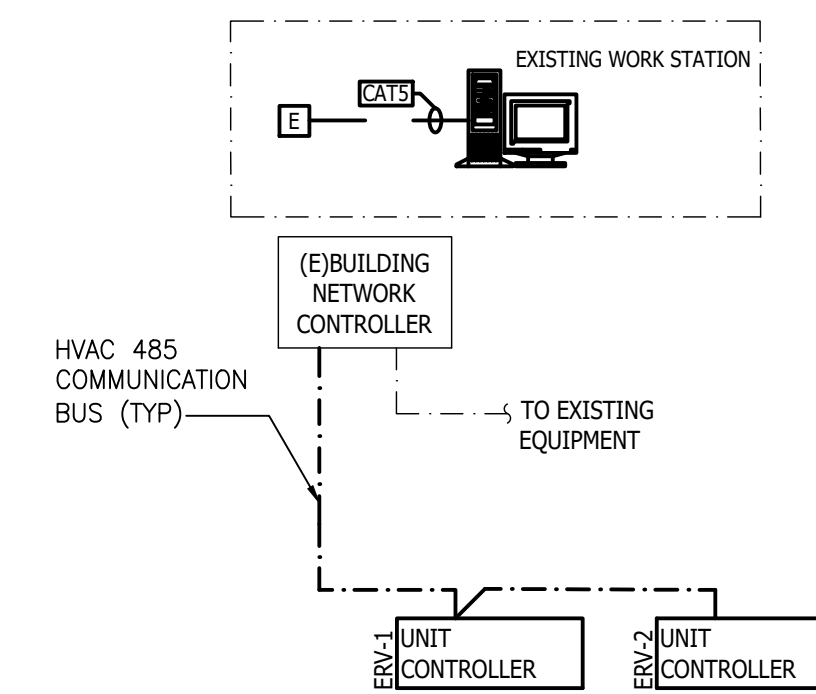 EXISTING WORK STATION
CAT5
E
(E)BUILDING
NETWORK
CONTROLLER
HVAC 485
COMMUNICATION
BUS (TYP)
TO EXISTING
EQUIPMENT
ERV-1
UNIT
CONTROLLER
ERV-2
UNIT
CONTROLLER